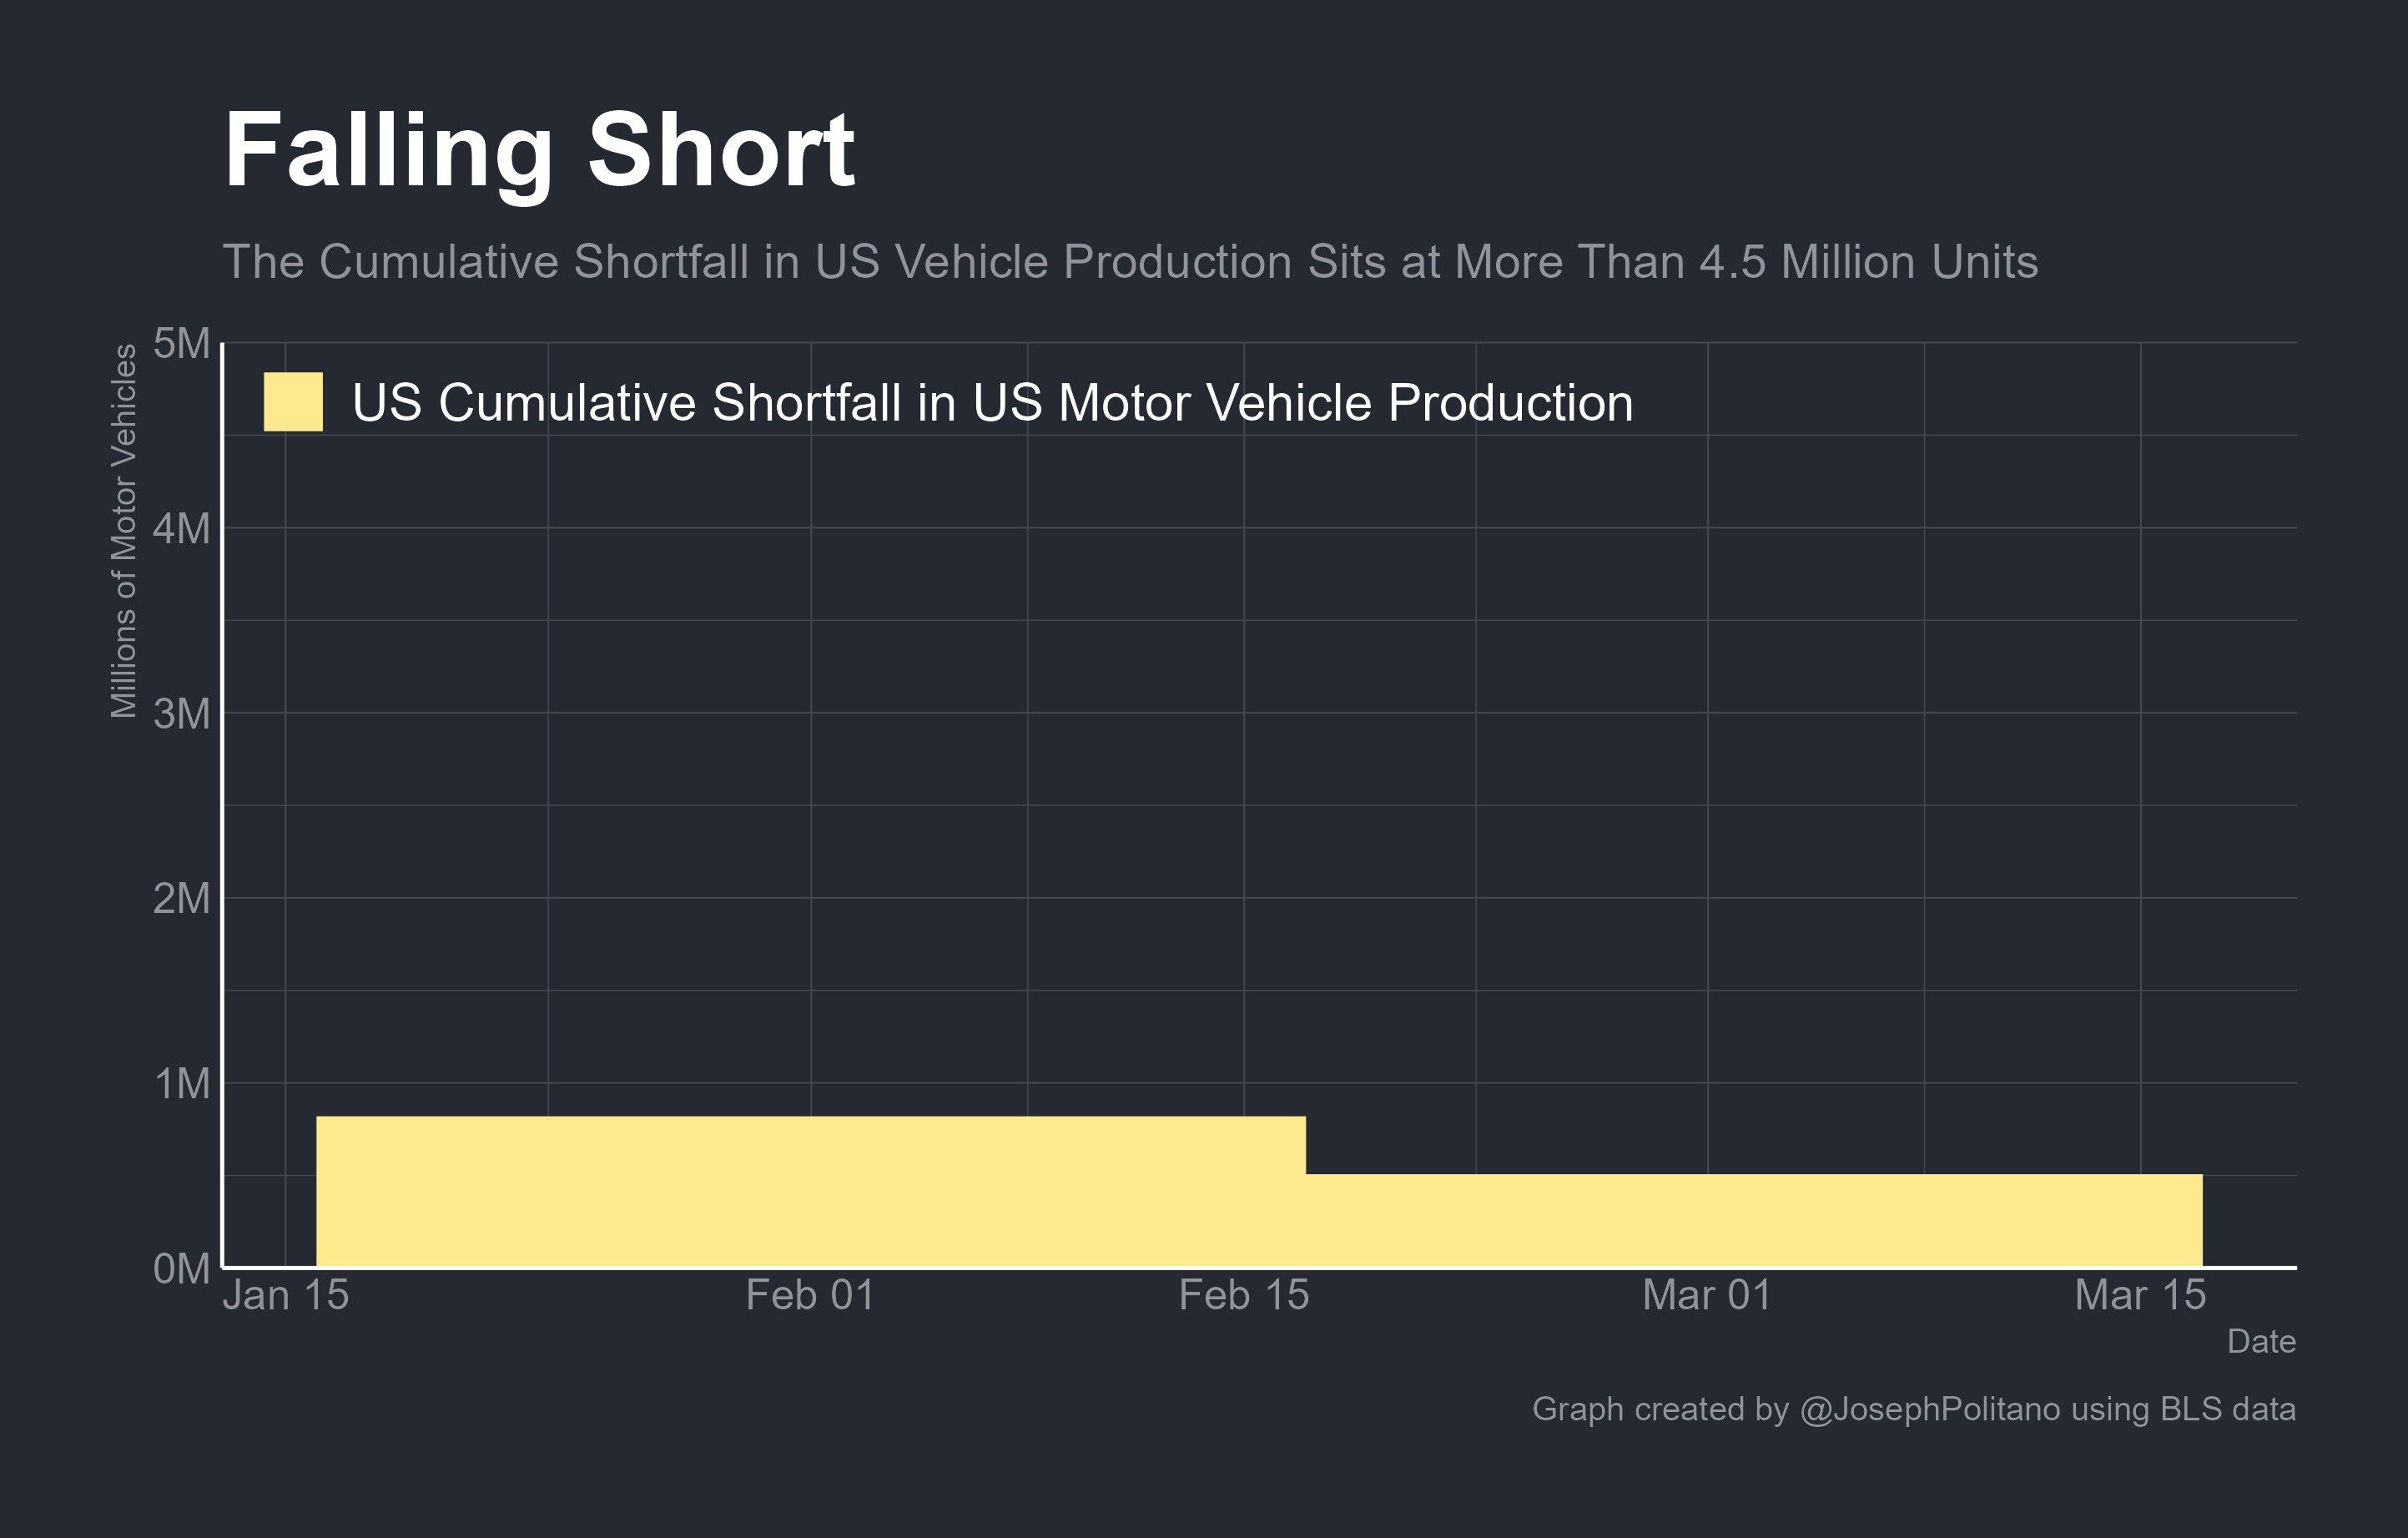 Falling Short
The Cumulative Shortfall in US Vehicle Production Sits at More Than 4.5 Million Units
Millions of Motor Vehicles
5M
US Cumulative Shortfall in US Motor Vehicle Production
4M
3M
2M
1M
0M
Jan 15 Feb 01 Feb 15 Mar 01 Mar 15
Date
Graph created by @JosephPolitano using BLS data